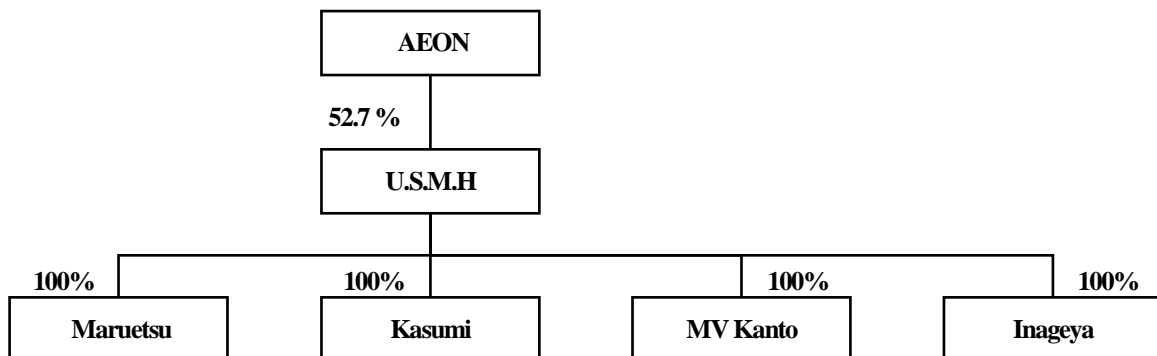 AEON
52.7 %
U.S.M.H
100% 100% 100% 100%
Maruetsu Kasumi MV Kanto Inageya